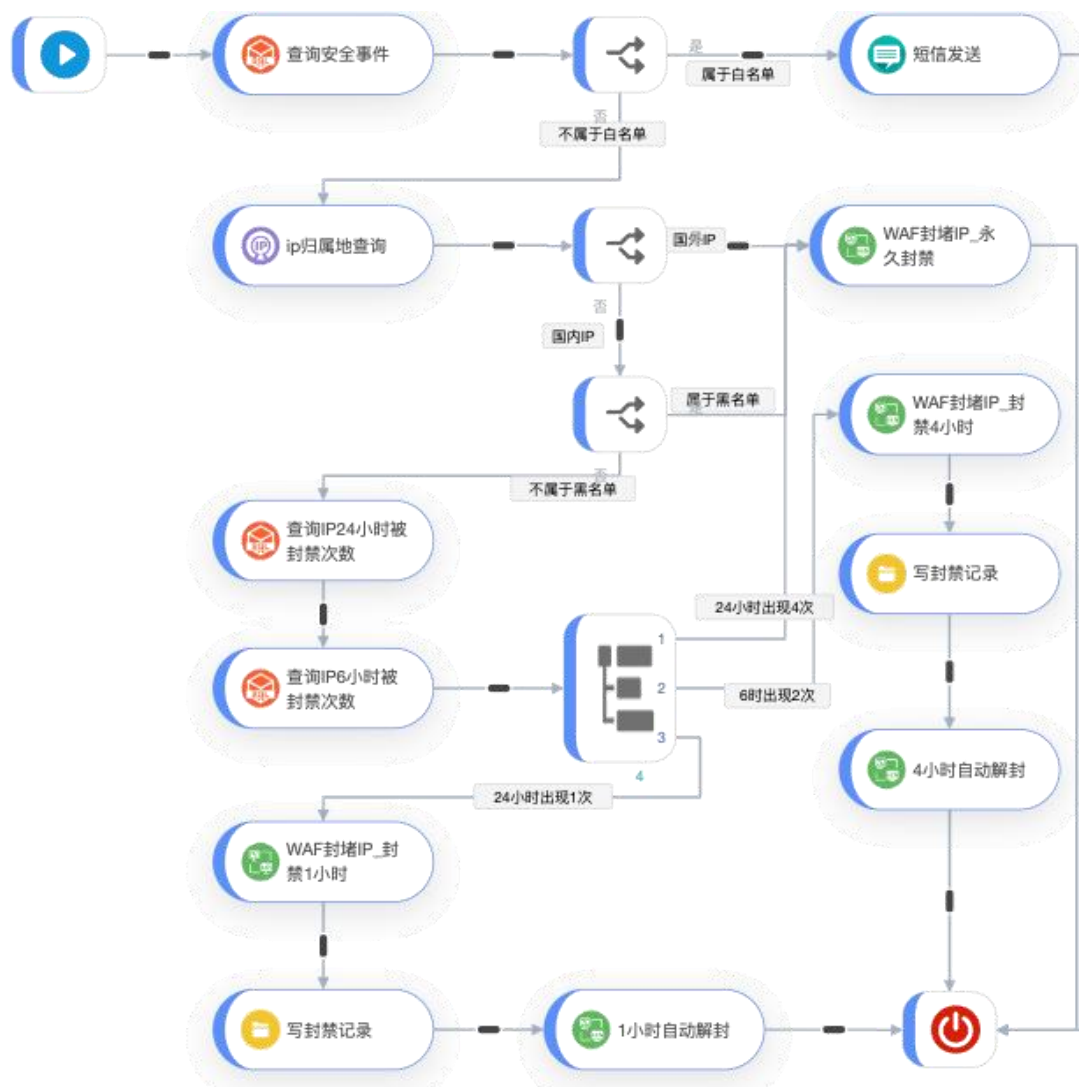 查询安全事件
是
属于白名单
短信发送
否
不属于白名单
ip归属地查询
国外IP
WAF封堵IP_永
久封禁
否
国内IP
属于黑名单
是
WAF封堵IP_封
禁4小时
否
不属于黑名单
查询IP24小时被
封禁次数
写封禁记录
24小时出现4次
1
查询IP6小时被
封禁次数
2
6时出现2次
3
4
4小时自动解封
24小时出现1次
WAF封堵IP_封
禁1小时
写封禁记录
1小时自动解封